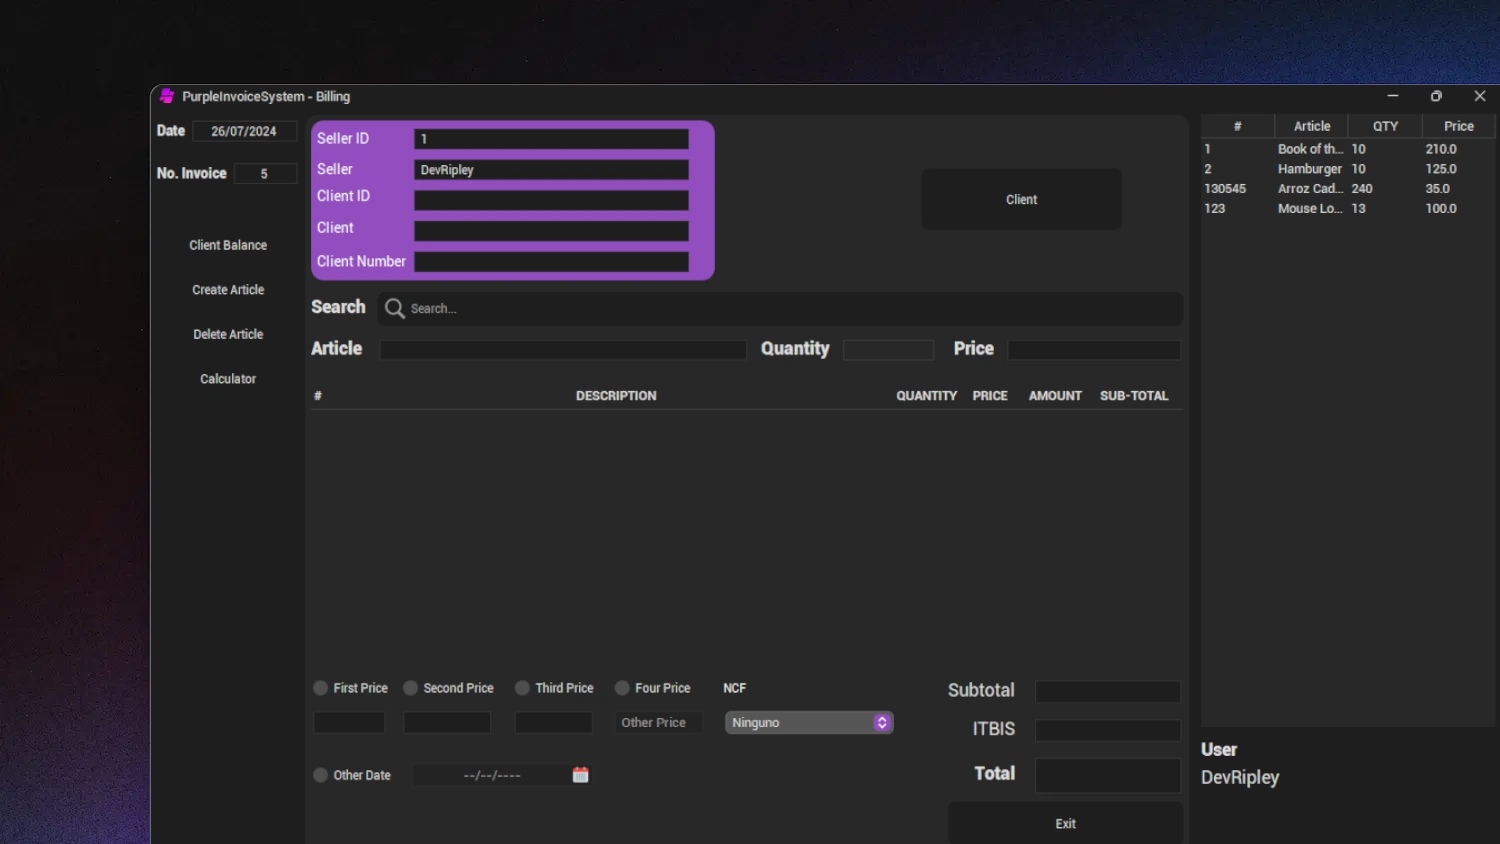 PurpleInvoiceSystem - Billing
Date 26/07/2024
No. Invoice 5
Client Balance
Create Article
Delete Article
Calculator
Seller ID 1
Seller DevRipley
Client ID
Client
Client Number
Client
Search Search...
Article Quantity Price
# DESCRIPTION QUANTITY PRICE AMOUNT SUB-TOTAL
First Price Second Price Third Price Four Price NCF
Other Price Ninguno
Other Date --/--/----
Subtotal
ITBIS
Total
Exit
# Article QTY Price
1 Book of th... 10 210.0
2 Hamburger 10 125.0
130545 Arroz Cad... 240 35.0
123 Mouse Lo... 13 100.0
User
DevRipley